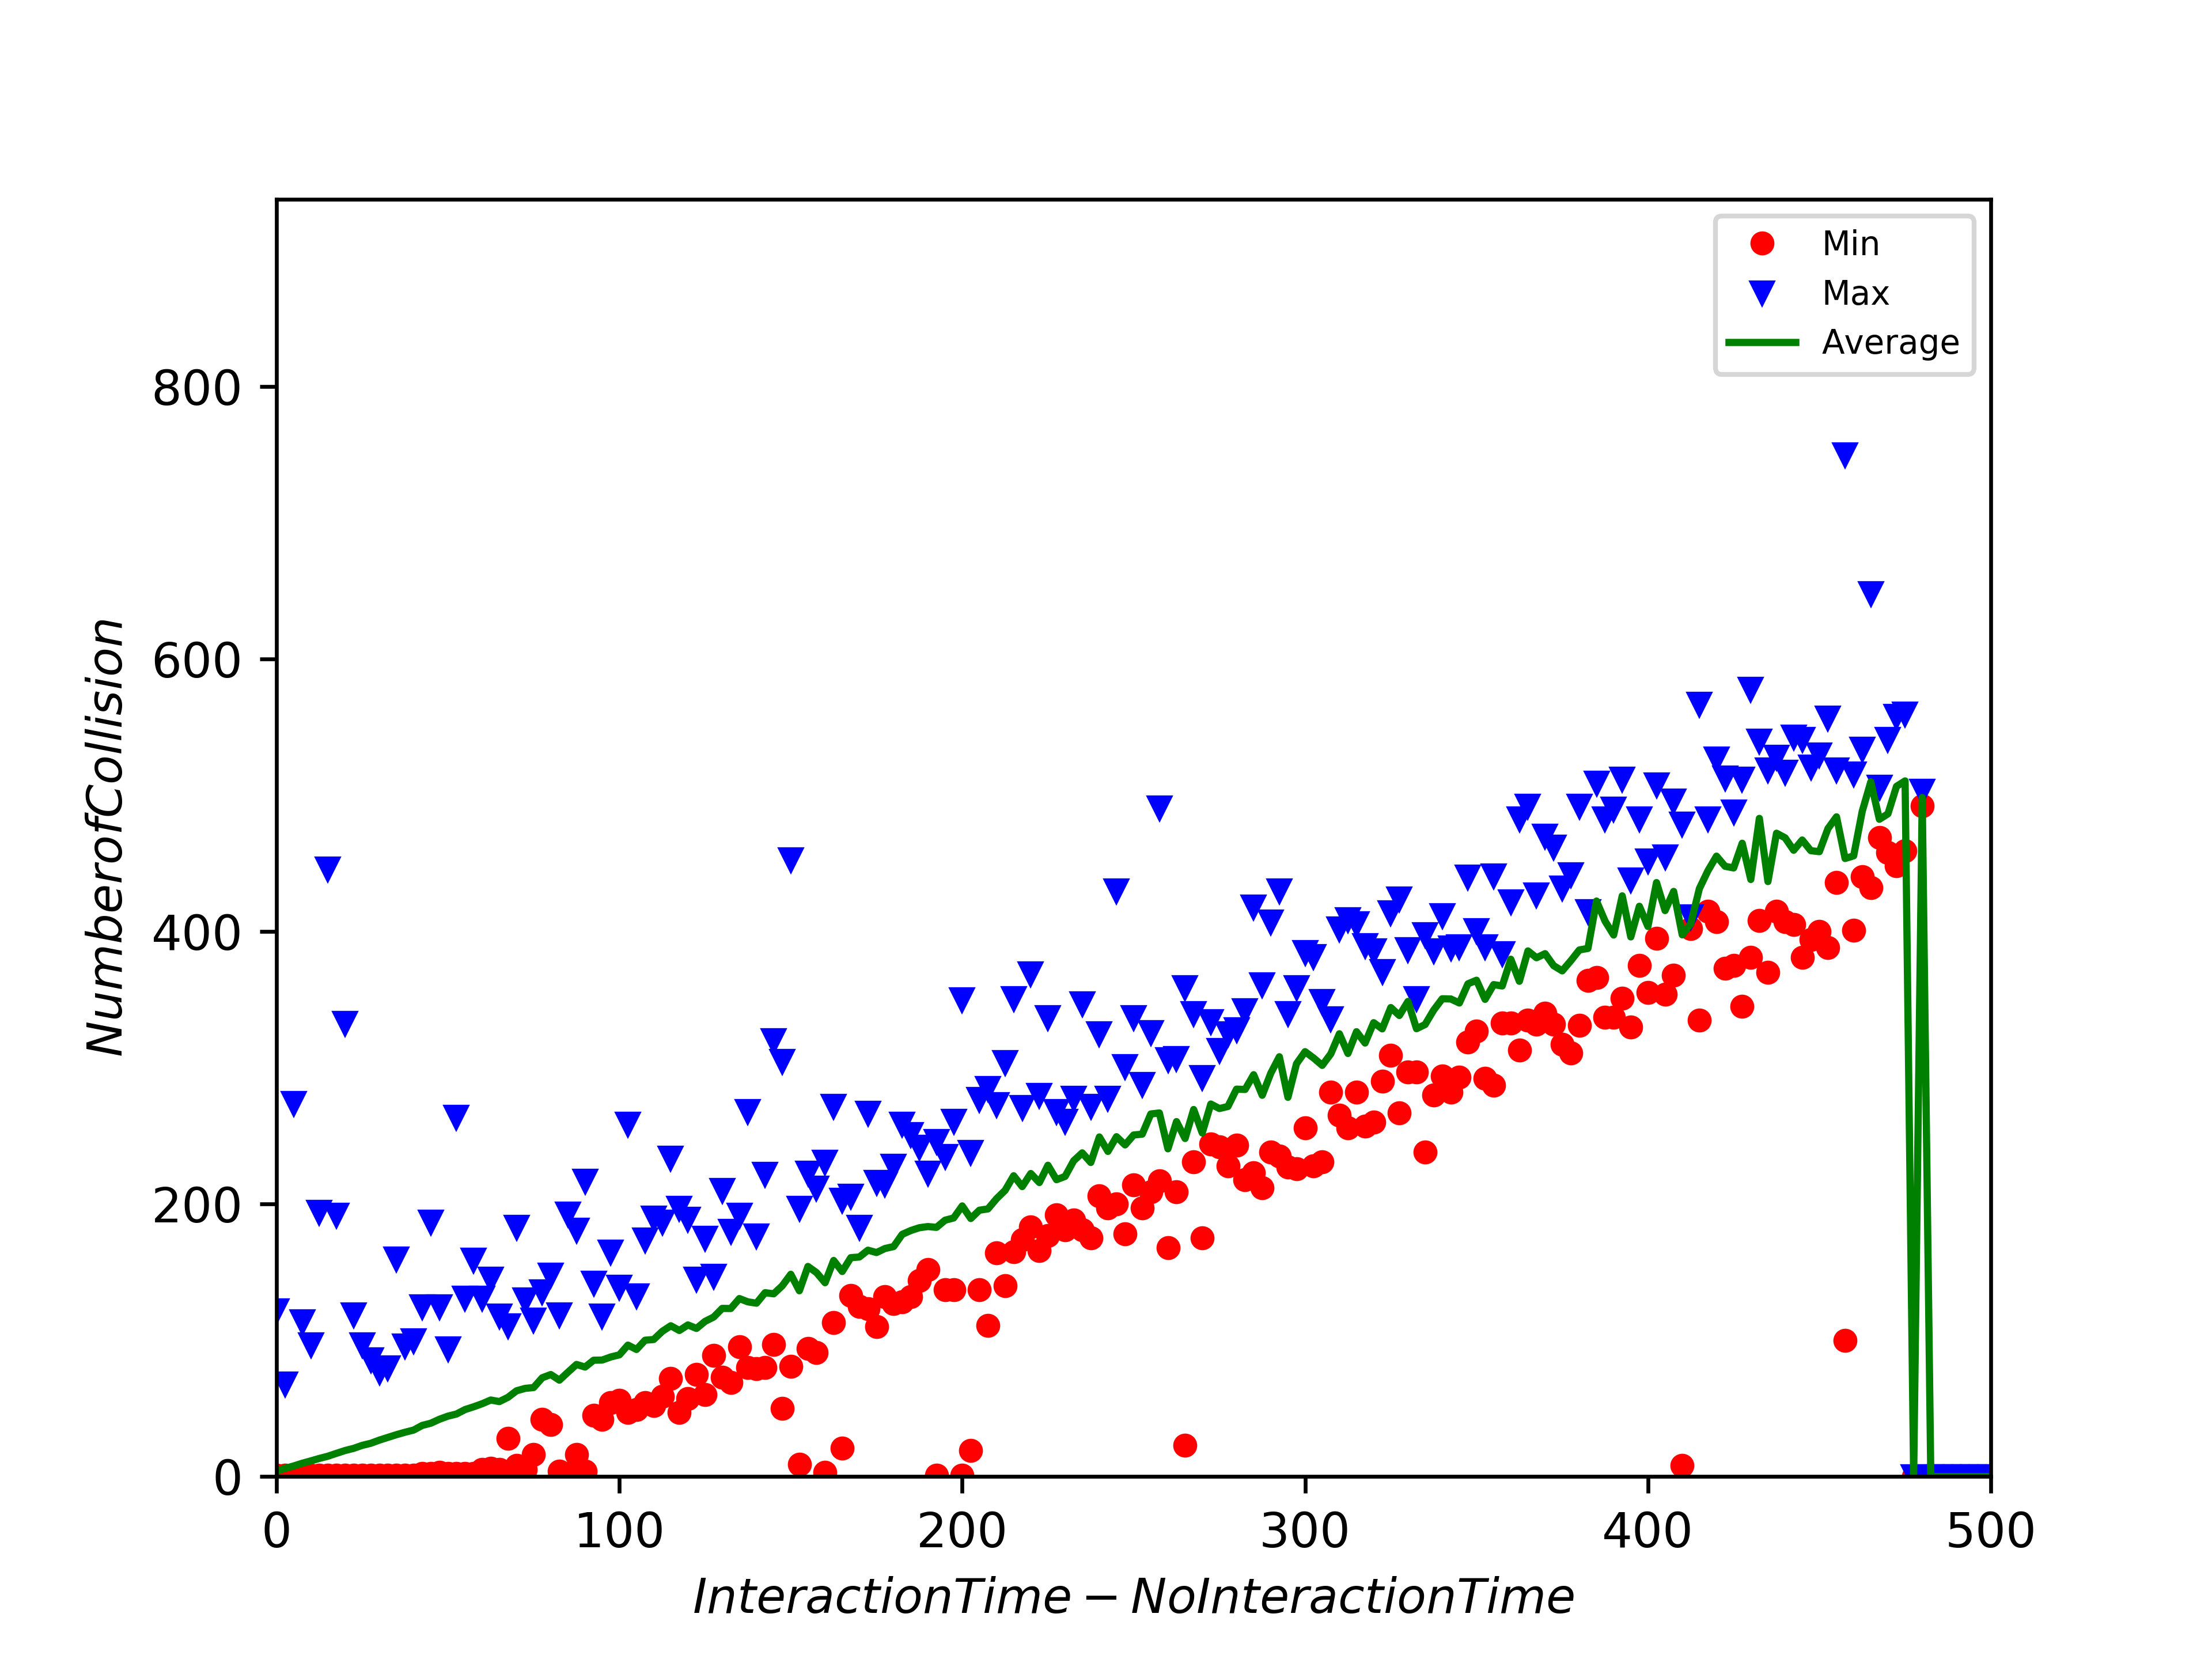 Min
Max
Average
800
600
400
200
0
NumberofCollision
0 100 200 300 400 500
InteractionTime − NoInteractionTime